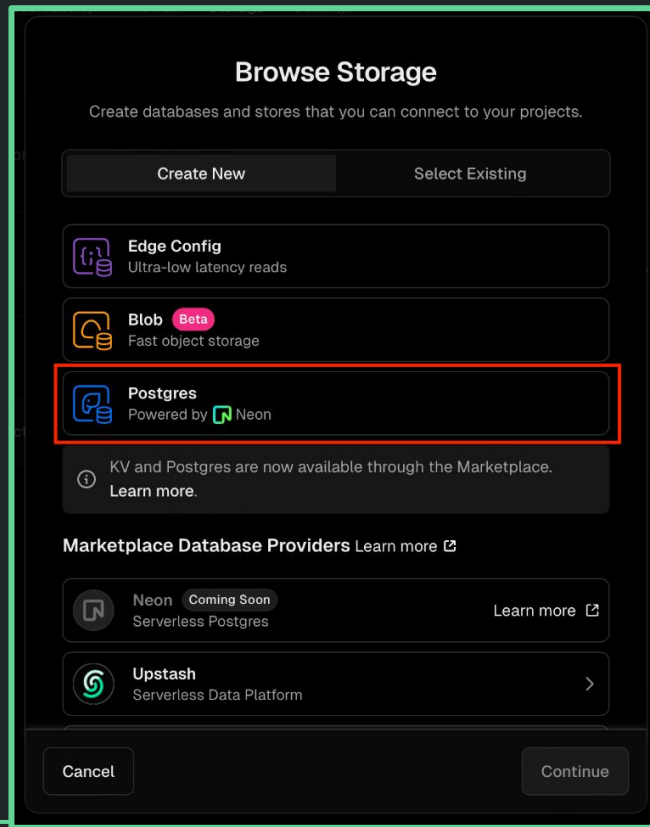 Browse Storage
Create databases and stores that you can connect to your projects.
Create New
Select Existing
Edge Config
Ultra-low latency reads
Blob Beta
Fast object storage
Postgres
Powered by Neon
KV and Postgres are now available through the Marketplace.
Learn more.
Marketplace Database Providers Learn more
Neon Coming Soon
Serverless Postgres
Learn more
Upstash
Serverless Data Platform
Cancel
Continue